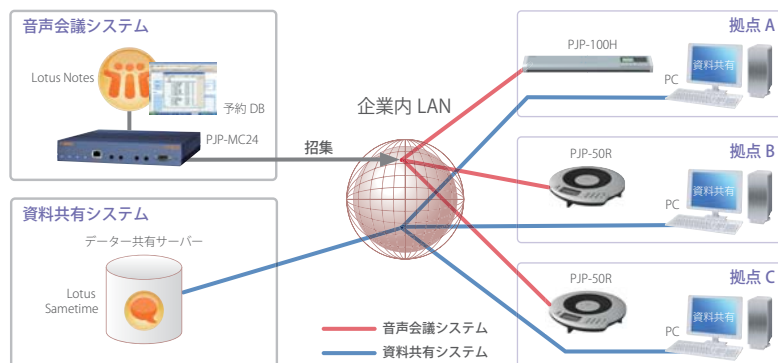 音声会議システム
Lotus Notes
予約 DB
PJP-MC24
招集
資料共有システム
データー共有サーバー
Lotus
Sametime
企業内 LAN
音声会議システム
資料共有システム
拠点 A
PJP-100H
PC
資料共有
拠点 B
PJP-50R
PC
資料共有
拠点 C
PJP-50R
PC
資料共有